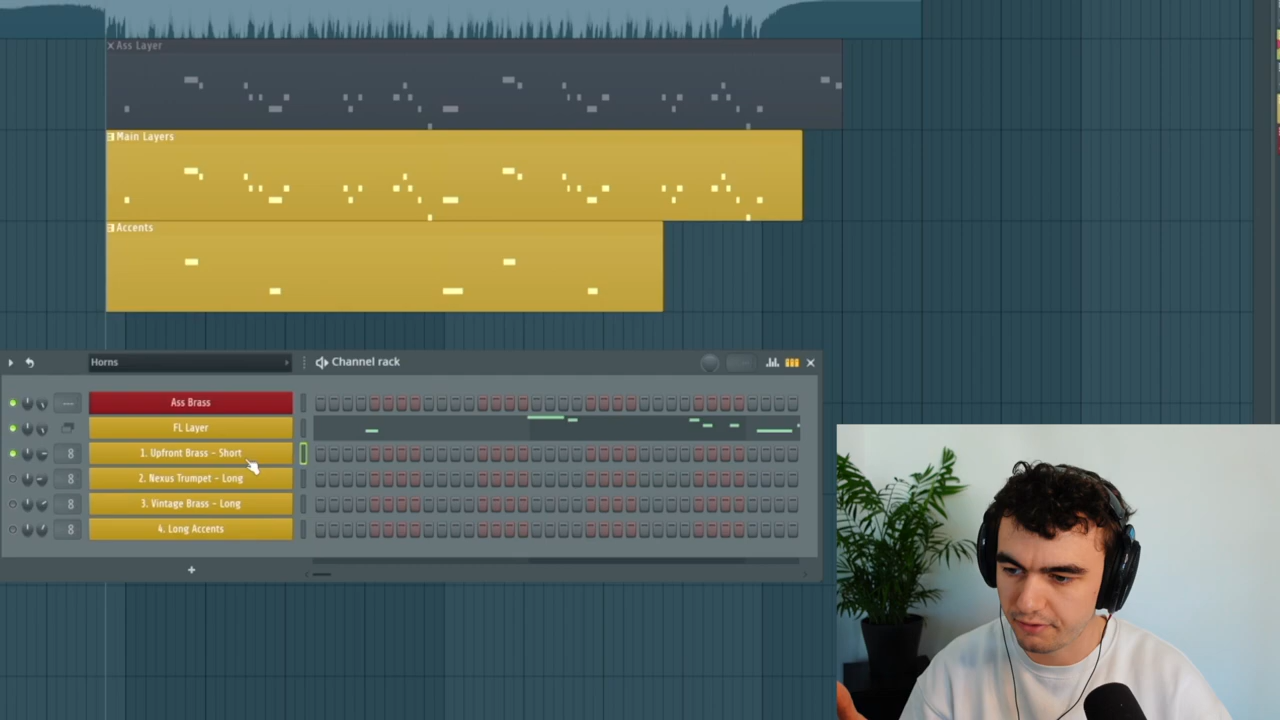 Ass Layer
Main Layers
Accents
Horns
Channel rack
Ass Brass
---
FL Layer
1. Upfront Brass - Short
8
2. Nexus Trumpet - Long
8
3. Vintage Brass - Long
8
4. Long Accents
8
+